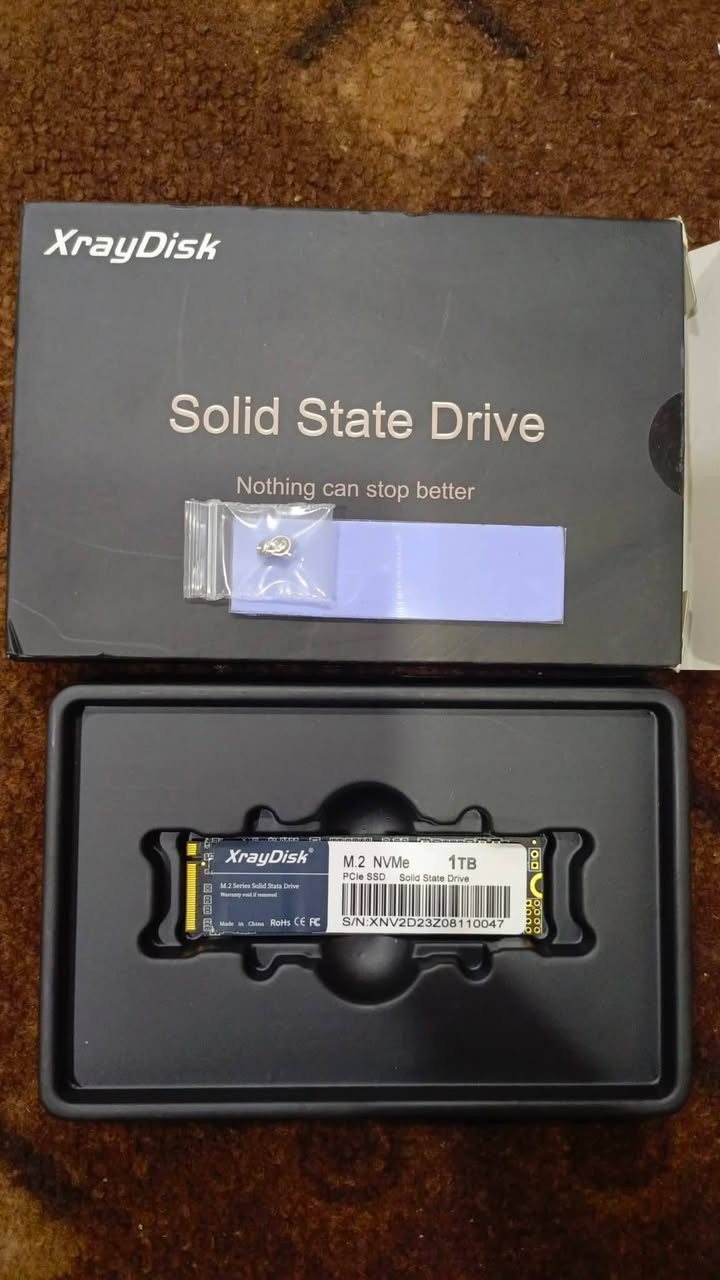 XrayDisk
Solid State Drive
Nothing can stop better
XrayDisk®
M.2 Series Solid Stata Drive
Warranty void if removed
Made in China RoHS CE FC
M.2 NVMe 1TB
PCIe SSD Solid State Drive
S/N:XNV2D23Z08110047